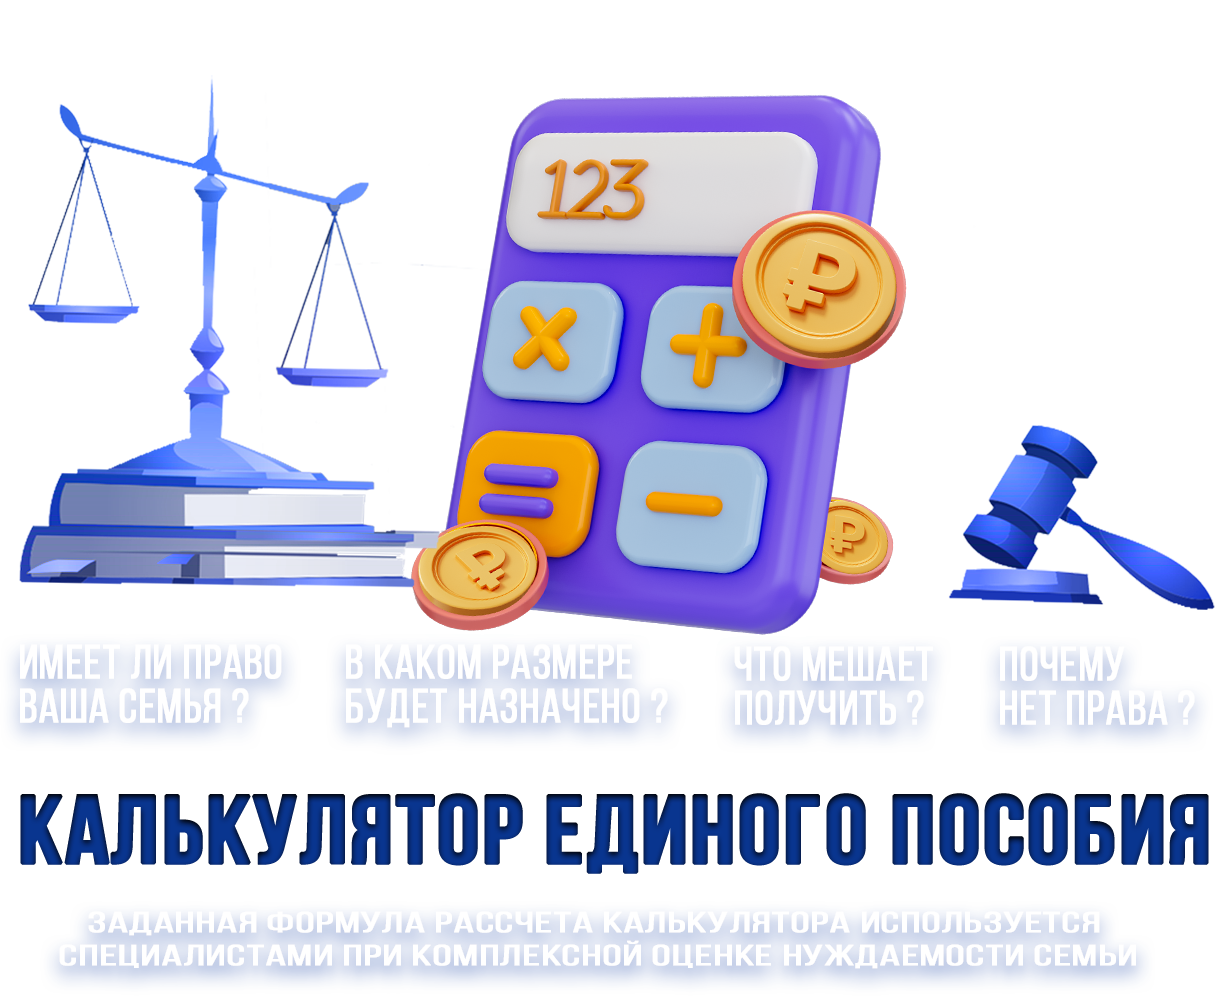 123
ИМЕЕТ ЛИ ПРАВО
ВАША СЕМЬЯ ?
В КАКОМ РАЗМЕРЕ
БУДЕТ НАЗНАЧЕНО ?
ЧТО МЕШАЕТ
ПОЛУЧИТЬ ?
ПОЧЕМУ
НЕТ ПРАВА ?
КАЛЬКУЛЯТОР ЕДИНОГО ПОСОБИЯ
ЗАДАННАЯ ФОРМУЛА РАССЧЕТА КАЛЬКУЛЯТОРА ИСПОЛЬЗУЕТСЯ
СПЕЦИАЛИСТАМИ ПРИ КОМПЛЕКСНОЙ ОЦЕНКЕ НУЖДАЕМОСТИ СЕМЬИ